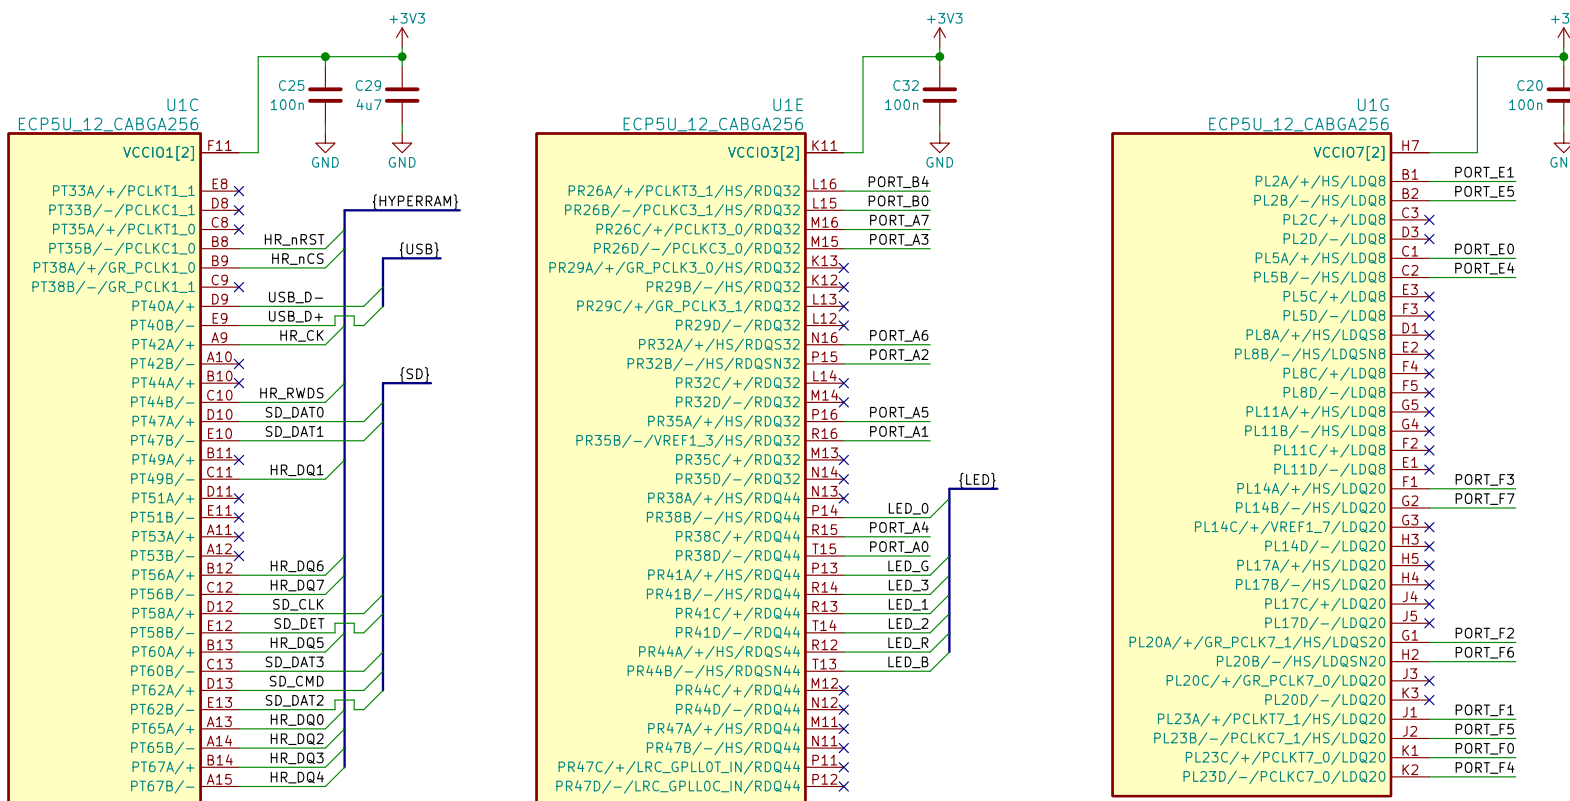 +3V3
C25
100n
C29
4u7
GND
GND
U1C
ECP5U_12_CABGA256
VCCIO1[2] F11
PT33A/+/PCLKT1_1 E8
PT33B/-/PCLKC1_1 D8
PT35A/+/PCLKT1_0 C8
PT35B/-/PCLKC1_0 B8 HR_nRST
PT38A/+/GR_PCLK1_0 B9 HR_nCS
PT38B/-/GR_PCLK1_1 C9
PT40A/+ D9 USB_D-
PT40B/- E9 USB_D+
PT42A/+ A9 HR_CK
PT42B/- A10
PT44A/+ B10
PT44B/- C10 HR_RWDS
PT47A/+ D10 SD_DAT0
PT47B/- E10 SD_DAT1
PT49A/+ B11
PT49B/- C11 HR_DQ1
PT51A/+ D11
PT51B/- E11
PT53A/+ A11
PT53B/- A12
PT56A/+ B12 HR_DQ6
PT56B/- C12 HR_DQ7
PT58A/+ D12 SD_CLK
PT58B/- E12 SD_DET
PT60A/+ B13 HR_DQ5
PT60B/- C13 SD_DAT3
PT62A/+ D13 SD_CMD
PT62B/- E13 SD_DAT2
PT65A/+ A13 HR_DQ0
PT65B/- A14 HR_DQ2
PT67A/+ B14 HR_DQ3
PT67B/- A15 HR_DQ4
{HYPERRAM}
{USB}
{SD}
+3V3
C32
100n
GND
U1E
ECP5U_12_CABGA256
VCCIO3[2] K11
PR26A/+/PCLKT3_1/HS/RDQ32 L16 PORT_B4
PR26B/-/PCLKC3_1/HS/RDQ32 L15 PORT_B0
PR26C/+/PCLKT3_0/RDQ32 M16 PORT_A7
PR26D/-/PCLKC3_0/RDQ32 M15 PORT_A3
PR29A/+/GR_PCLK3_0/HS/RDQ32 K13
PR29B/-/HS/RDQ32 K12
PR29C/+/GR_PCLK3_1/RDQ32 L13
PR29D/-/RDQ32 L12
PR32A/+/HS/RDQS32 N16 PORT_A6
PR32B/-/HS/RDQSN32 P15 PORT_A2
PR32C/+/RDQ32 L14
PR32D/-/RDQ32 M14
PR35A/+/HS/RDQ32 P16 PORT_A5
PR35B/-/VREF1_3/HS/RDQ32 R16 PORT_A1
PR35C/+/RDQ32 M13
PR35D/-/RDQ32 N14
PR38A/+/HS/RDQ44 N13
PR38B/-/HS/RDQ44 P14 LED_0
PR38C/+/RDQ44 R15 PORT_A4
PR38D/-/RDQ44 T15 PORT_A0
PR41A/+/HS/RDQ44 P13 LED_G
PR41B/-/HS/RDQ44 R14 LED_3
PR41C/+/RDQ44 R13 LED_1
PR41D/-/RDQ44 T14 LED_2
PR44A/+/HS/RDQS44 R12 LED_R
PR44B/-/HS/RDQSN44 T13 LED_B
PR44C/+/RDQ44 M12
PR44D/-/RDQ44 N12
PR47A/+/HS/RDQ44 M11
PR47B/-/HS/RDQ44 N11
PR47C/+/LRC_GPLL0T_IN/RDQ44 P11
PR47D/-/LRC_GPLL0C_IN/RDQ44 P12
{LED}
+3
C20
100n
GN
U1G
ECP5U_12_CABGA256
VCCIO7[2] H7
PL2A/+/HS/LDQ8 B1 PORT_E1
PL2B/-/HS/LDQ8 B2 PORT_E5
PL2C/+/LDQ8 C3
PL2D/-/LDQ8 D3
PL5A/+/HS/LDQ8 C1 PORT_E0
PL5B/-/HS/LDQ8 C2 PORT_E4
PL5C/+/LDQ8 E3
PL5D/-/LDQ8 F3
PL8A/+/HS/LDQS8 D1
PL8B/-/HS/LDQSN8 E2
PL8C/+/LDQ8 F4
PL8D/-/LDQ8 F5
PL11A/+/HS/LDQ8 G5
PL11B/-/HS/LDQ8 G4
PL11C/+/LDQ8 F2
PL11D/-/LDQ8 E1
PL14A/+/HS/LDQ20 F1 PORT_F3
PL14B/-/HS/LDQ20 G2 PORT_F7
PL14C/+/VREF1_7/LDQ20 G3
PL14D/-/LDQ20 H3
PL17A/+/HS/LDQ20 H5
PL17B/-/HS/LDQ20 H4
PL17C/+/LDQ20 J4
PL17D/-/LDQ20 J5
PL20A/+/GR_PCLK7_1/HS/LDQS20 G1 PORT_F2
PL20B/-/HS/LDQSN20 H2 PORT_F6
PL20C/+/GR_PCLK7_0/LDQ20 J3
PL20D/-/LDQ20 K3
PL23A/+/PCLKT7_1/HS/LDQ20 J1 PORT_F1
PL23B/-/PCLKC7_1/HS/LDQ20 J2 PORT_F5
PL23C/+/PCLKT7_0/LDQ20 K1 PORT_F0
PL23D/-/PCLKC7_0/LDQ20 K2 PORT_F4